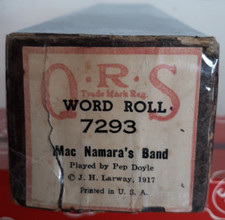 Q·R·S
Trade Mark Reg.
WORD ROLL
7293
Mac Namara's Band
Played by Pep Doyle
© J. H. Larway, 1917
Printed in U. S. A.